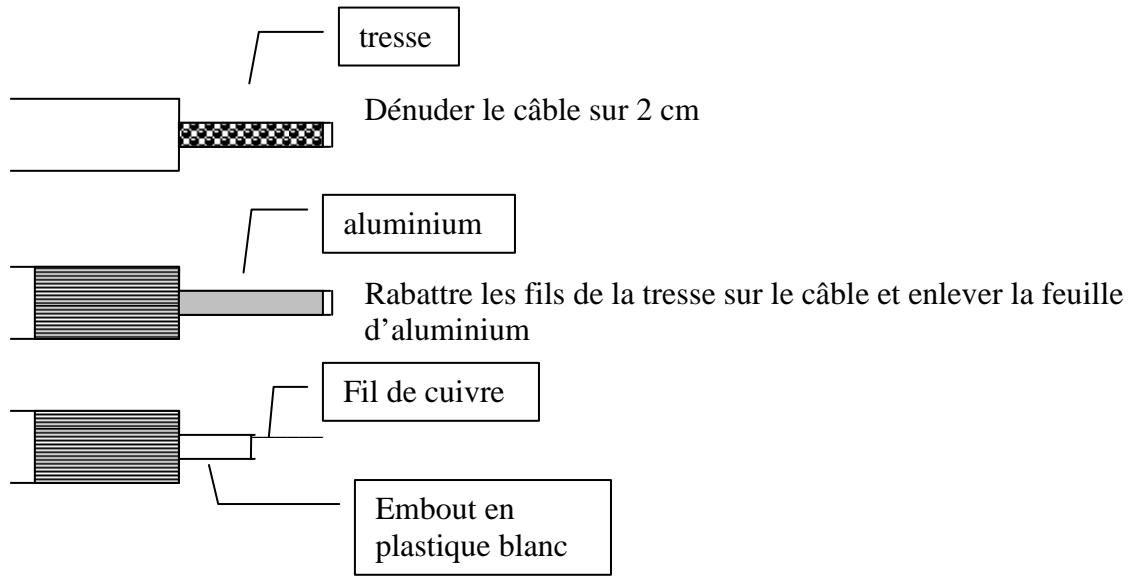 tresse
Dénuder le câble sur 2 cm
aluminium
Rabattre les fils de la tresse sur le câble et enlever la feuille
d’aluminium
Fil de cuivre
Embout en
plastique blanc